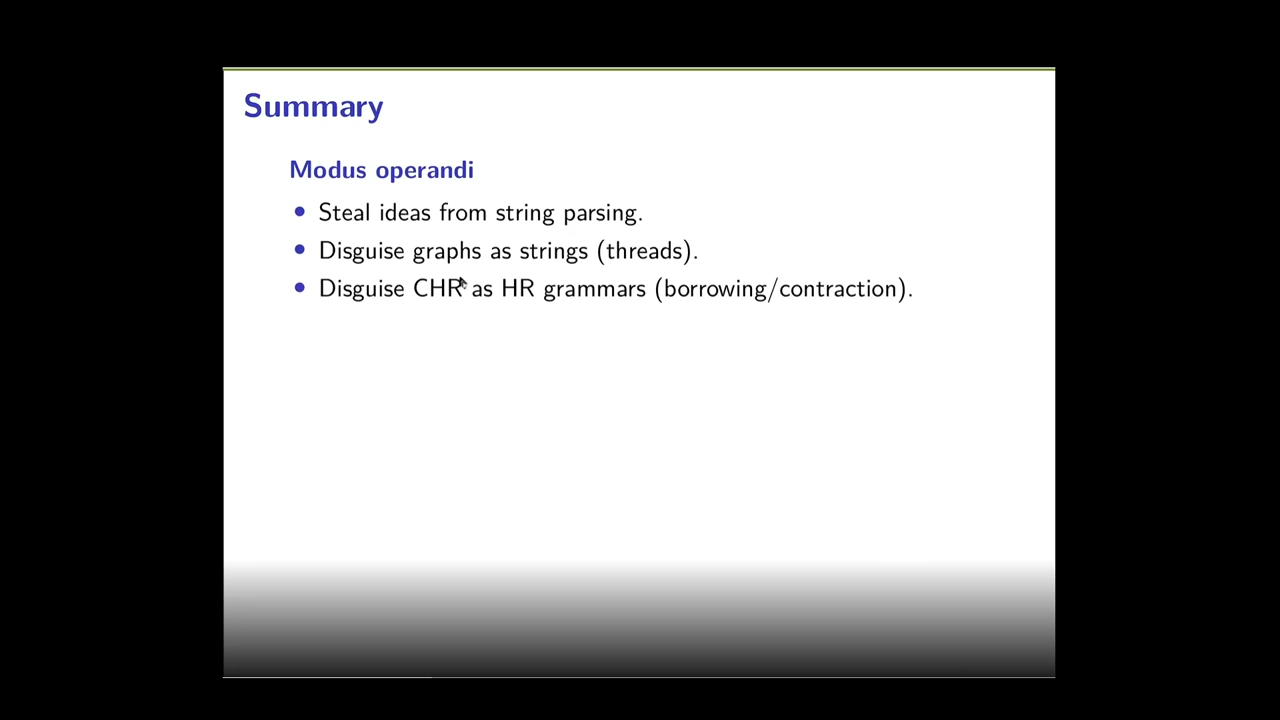 Summary
Modus operandi
• Steal ideas from string parsing.
• Disguise graphs as strings (threads).
• Disguise CHR as HR grammars (borrowing/contraction).